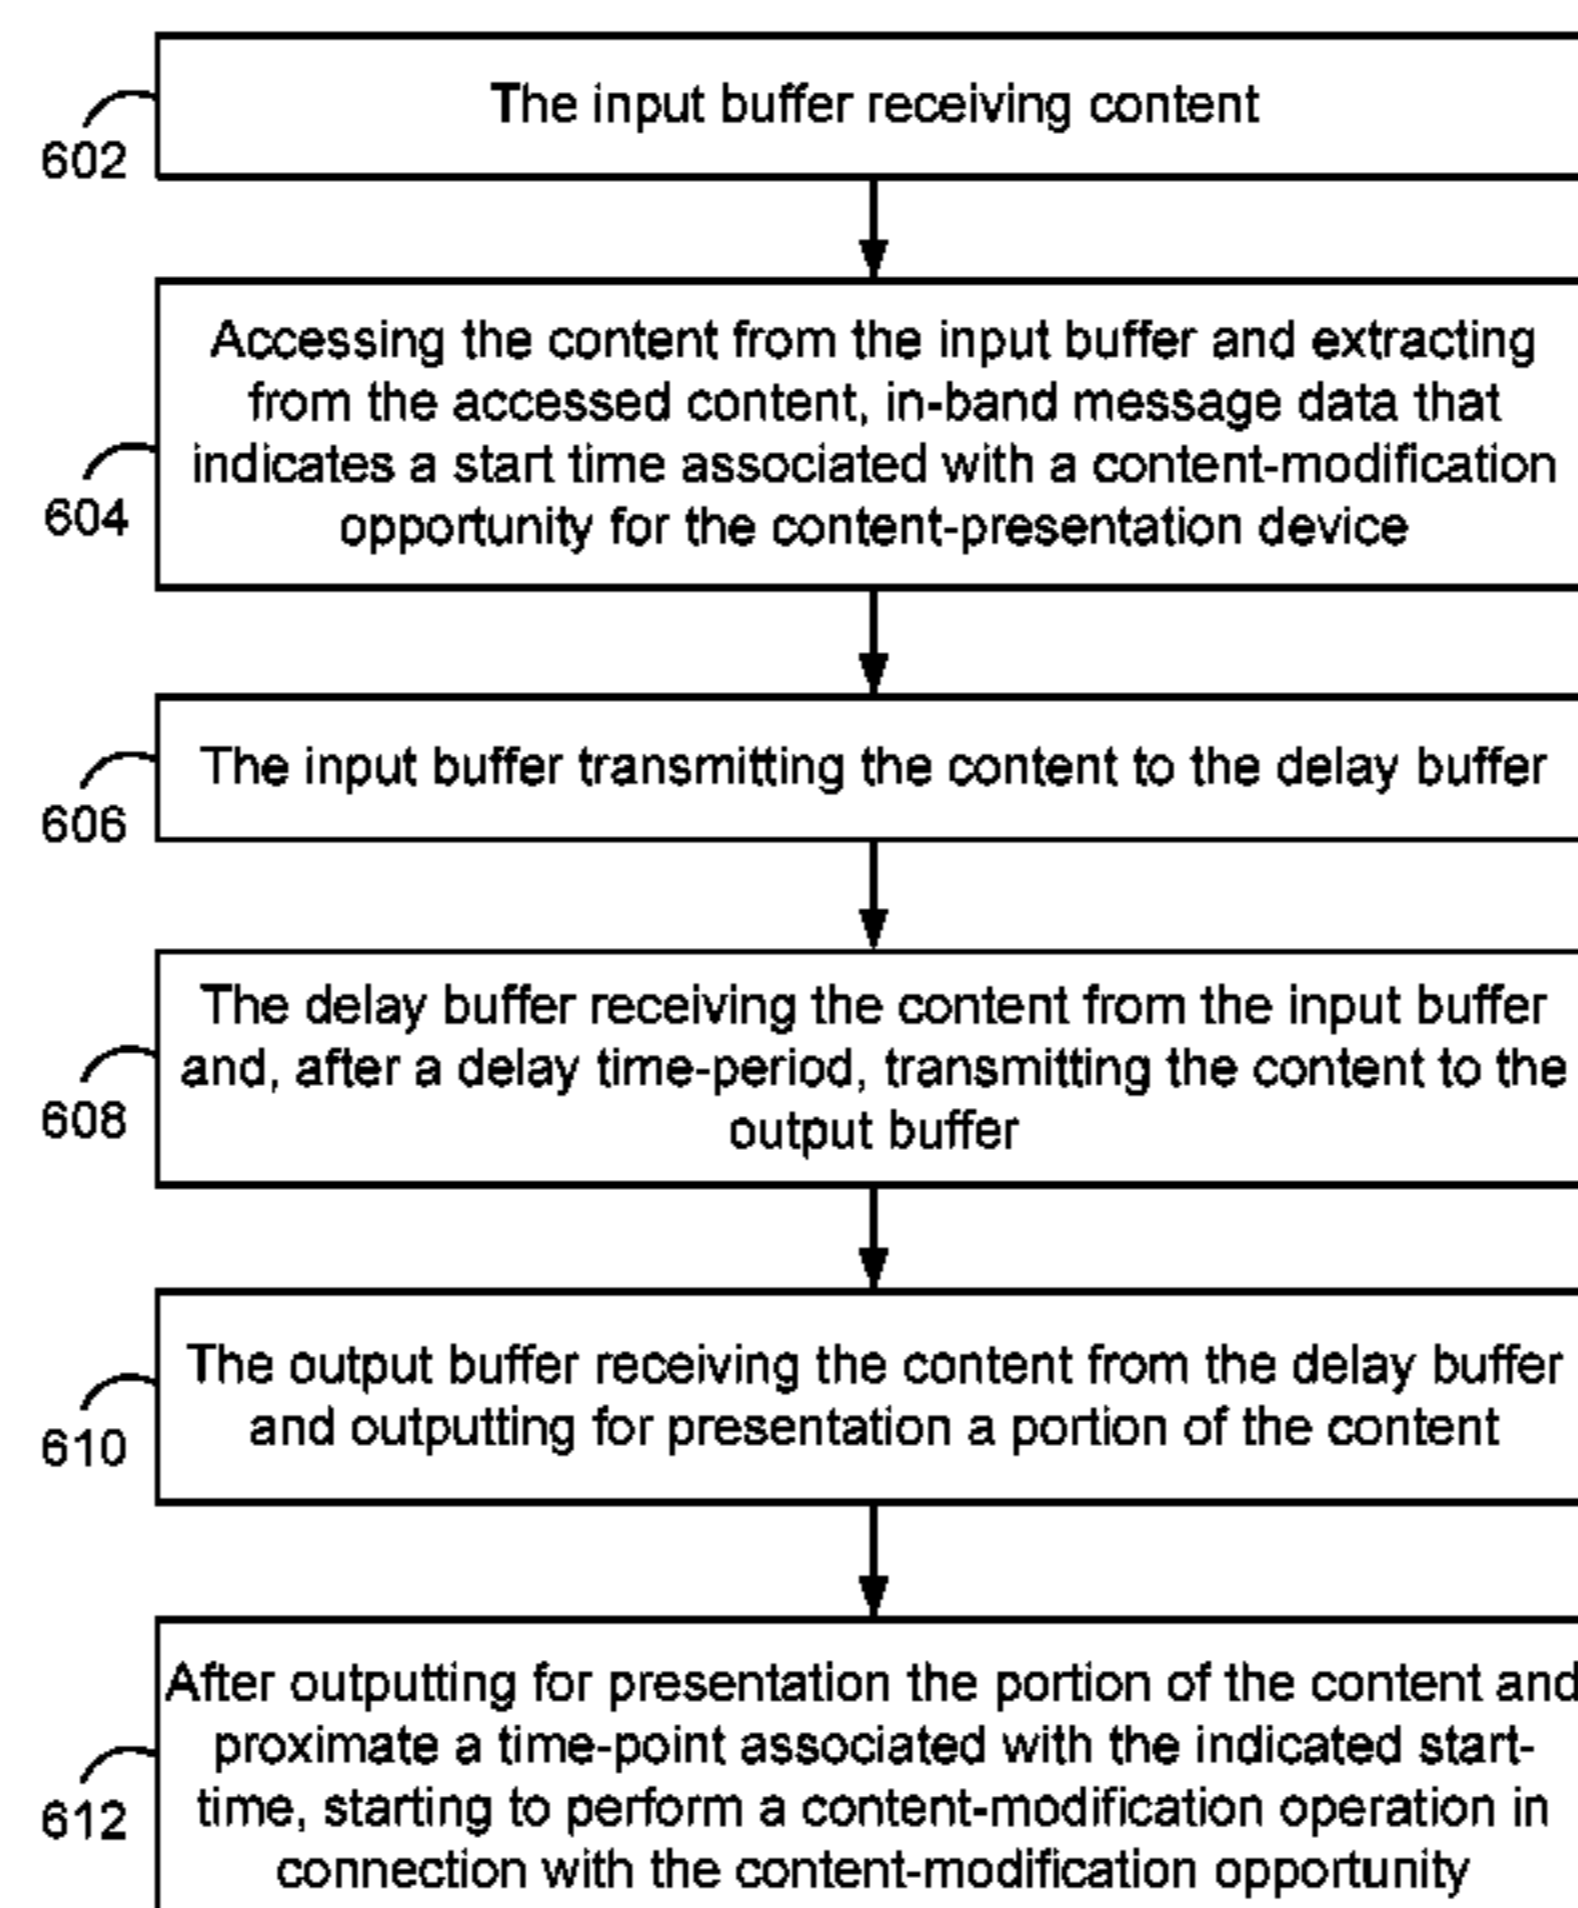 The input buffer receiving content
602
Accessing the content from the input buffer and extracting
from the accessed content, in-band message data that
indicates a start time associated with a content-modification
opportunity for the content-presentation device
604
The input buffer transmitting the content to the delay buffer
606
The delay buffer receiving the content from the input buffer
and, after a delay time-period, transmitting the content to the
output buffer
608
The output buffer receiving the content from the delay buffer
and outputting for presentation a portion of the content
610
After outputting for presentation the portion of the content and
proximate a time-point associated with the indicated start-
time, starting to perform a content-modification operation in
connection with the content-modification opportunity
612